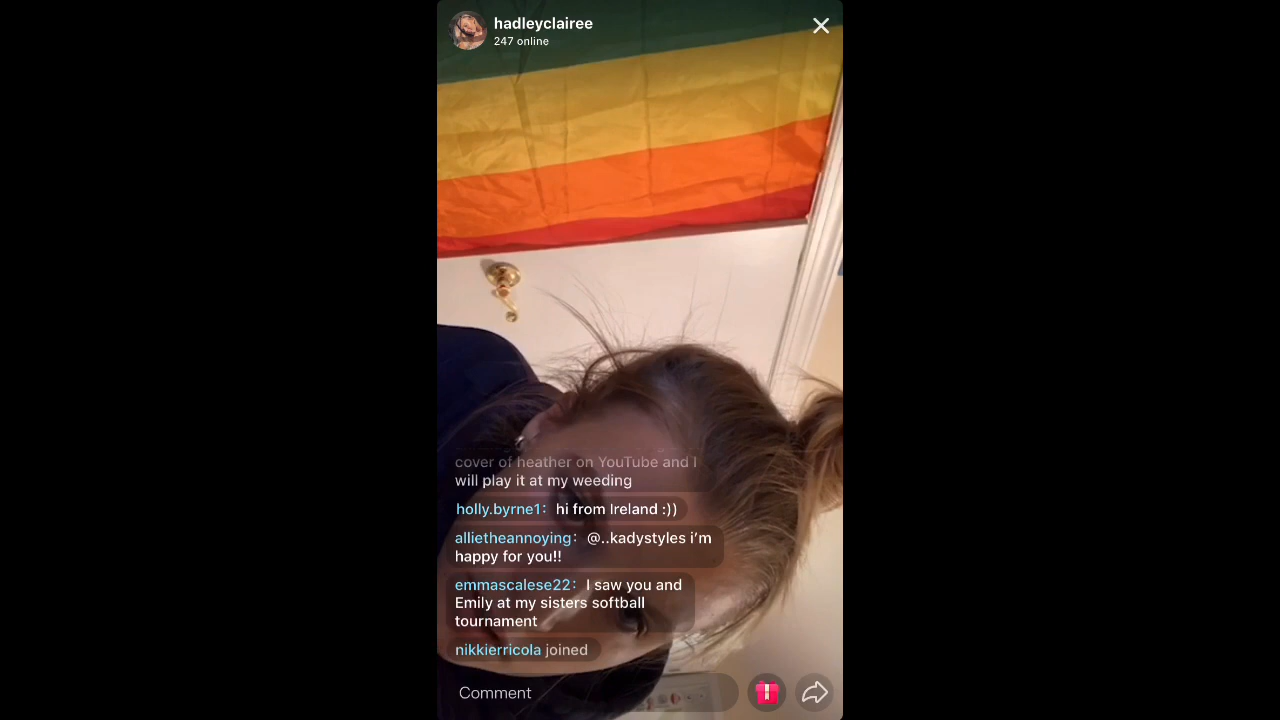 hadleyclairee
247 online
cover of heather on YouTube and I
will play it at my weeding
holly.byrne1: hi from Ireland :))
allietheannoying: @..kadystyles i'm
happy for you!!
emmascalese22: I saw you and
Emily at my sisters softball
tournament
nikkierricola joined
Comment